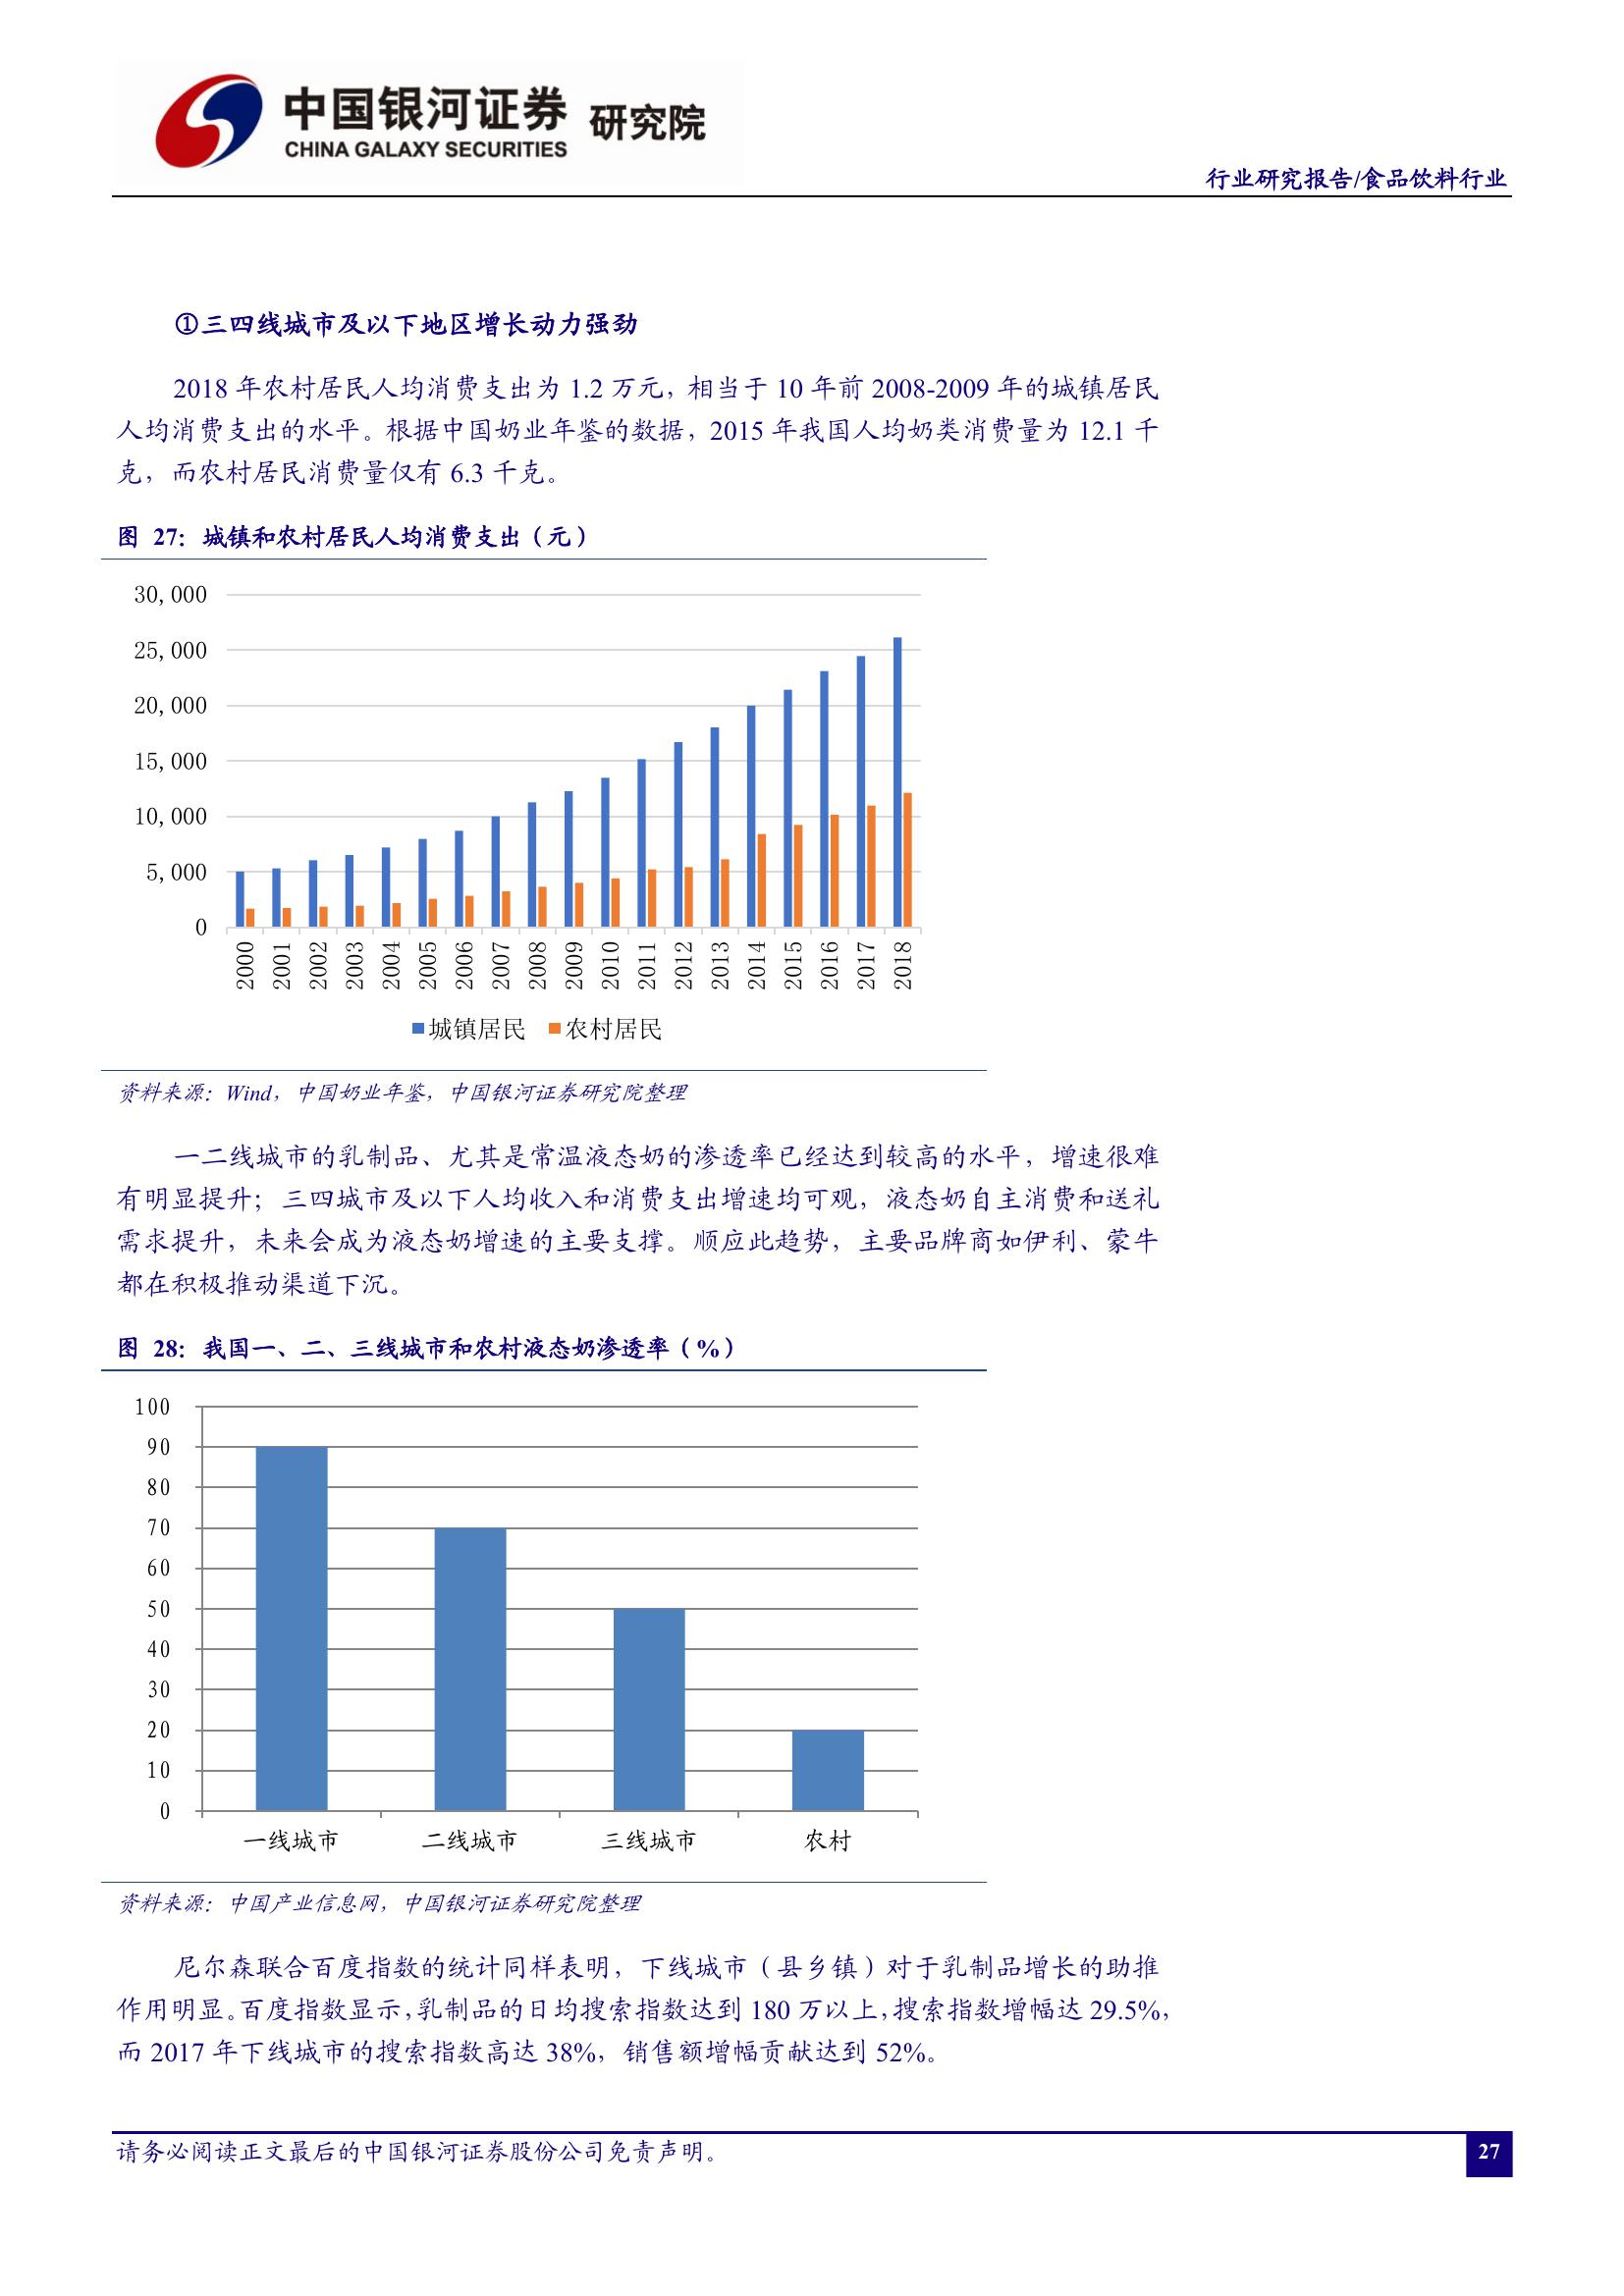 中国银河证券 研究院
CHINA GALAXY SECURITIES
行业研究报告/食品饮料行业
①三四线城市及以下地区增长动力强劲
2018 年农村居民人均消费支出为 1.2 万元，相当于 10 年前 2008-2009 年的城镇居民
人均消费支出的水平。根据中国奶业年鉴的数据，2015 年我国人均奶类消费量为 12.1 千
克，而农村居民消费量仅有 6.3 千克。
图 27：城镇和农村居民人均消费支出（元）
30,000
25,000
20,000
15,000
10,000
5,000
0
2000 2001 2002 2003 2004 2005 2006 2007 2008 2009 2010 2011 2012 2013 2014 2015 2016 2017 2018
城镇居民 农村居民
资料来源：Wind，中国奶业年鉴，中国银河证券研究院整理
一二线城市的乳制品、尤其是常温液态奶的渗透率已经达到较高的水平，增速很难
有明显提升；三四城市及以下人均收入和消费支出增速均可观，液态奶自主消费和送礼
需求提升，未来会成为液态奶增速的主要支撑。顺应此趋势，主要品牌商如伊利、蒙牛
都在积极推动渠道下沉。
图 28：我国一、二、三线城市和农村液态奶渗透率（%）
100
90
80
70
60
50
40
30
20
10
0
一线城市 二线城市 三线城市 农村
资料来源：中国产业信息网，中国银河证券研究院整理
尼尔森联合百度指数的统计同样表明，下线城市（县乡镇）对于乳制品增长的助推
作用明显。百度指数显示，乳制品的日均搜索指数达到 180 万以上，搜索指数增幅达 29.5%，
而 2017 年下线城市的搜索指数高达 38%，销售额增幅贡献达到 52%。
请务必阅读正文最后的中国银河证券股份公司免责声明。
27